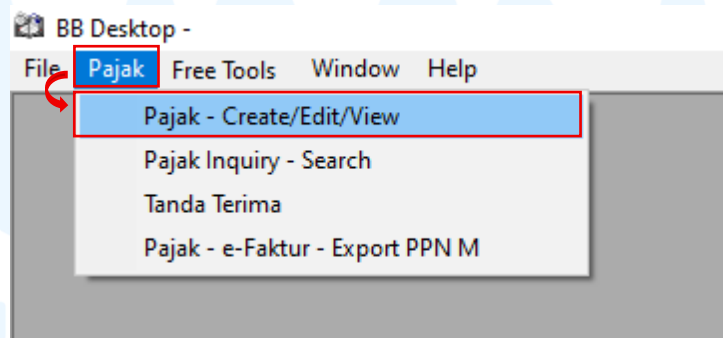 BB Desktop -
File Pajak Free Tools Window Help
Pajak - Create/Edit/View
Pajak Inquiry - Search
Tanda Terima
Pajak - e-Faktur - Export PPN M